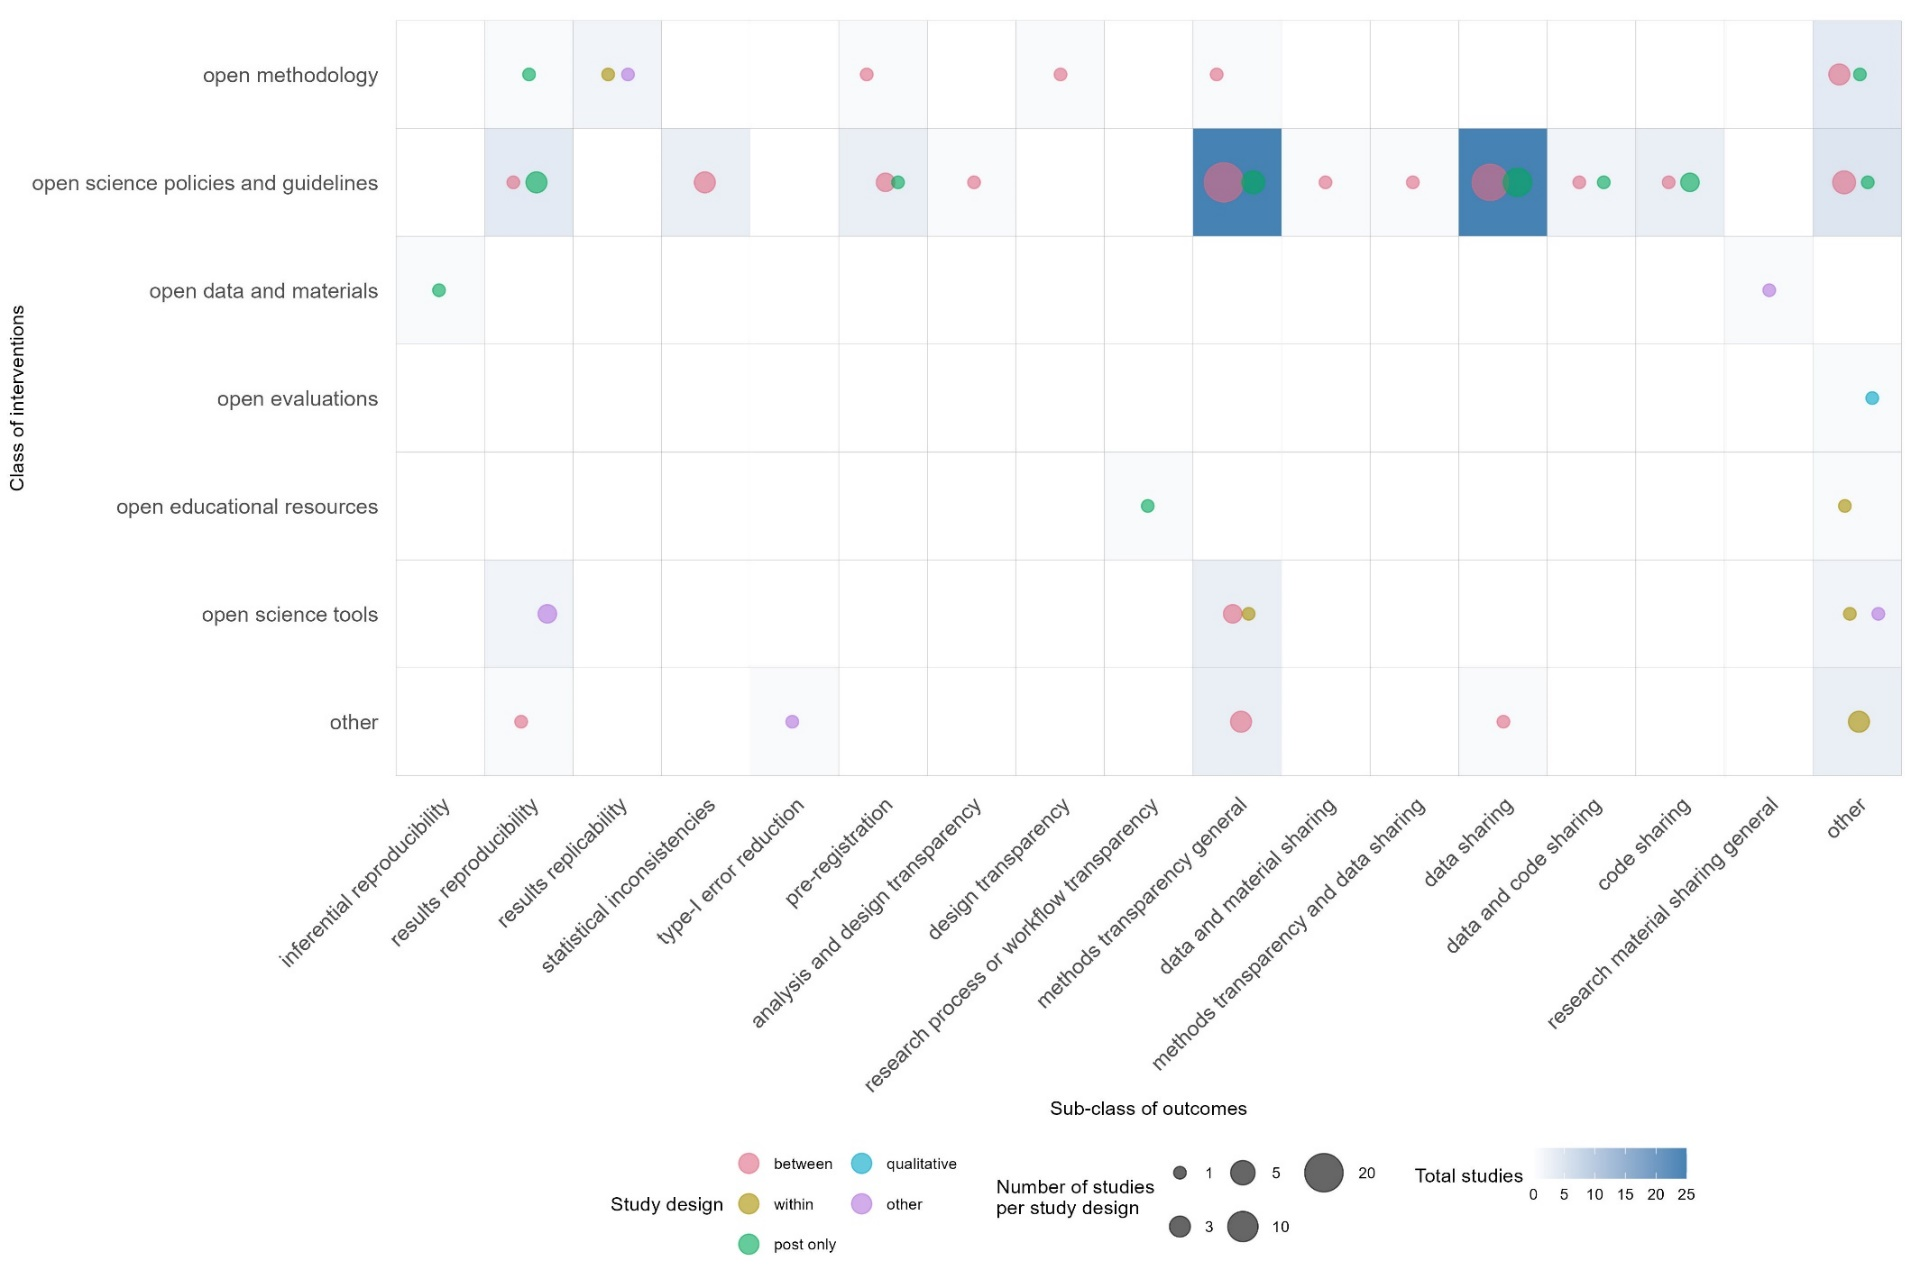 open methodology
open science policies and guidelines
open data and materials
open evaluations
open educational resources
open science tools
other
Class of interventions
inferential reproducibility
results reproducibility
results replicability
statistical inconsistencies
type-I error reduction
pre-registration
analysis and design transparency
design transparency
research process or workflow transparency
methods transparency general
data and material sharing
methods transparency and data sharing
data sharing
data and code sharing
code sharing
research material sharing general
other
Sub-class of outcomes
Study design
between
within
post only
qualitative
other
Number of studies
per study design
1
3
5
10
20
Total studies
0 5 10 15 20 25